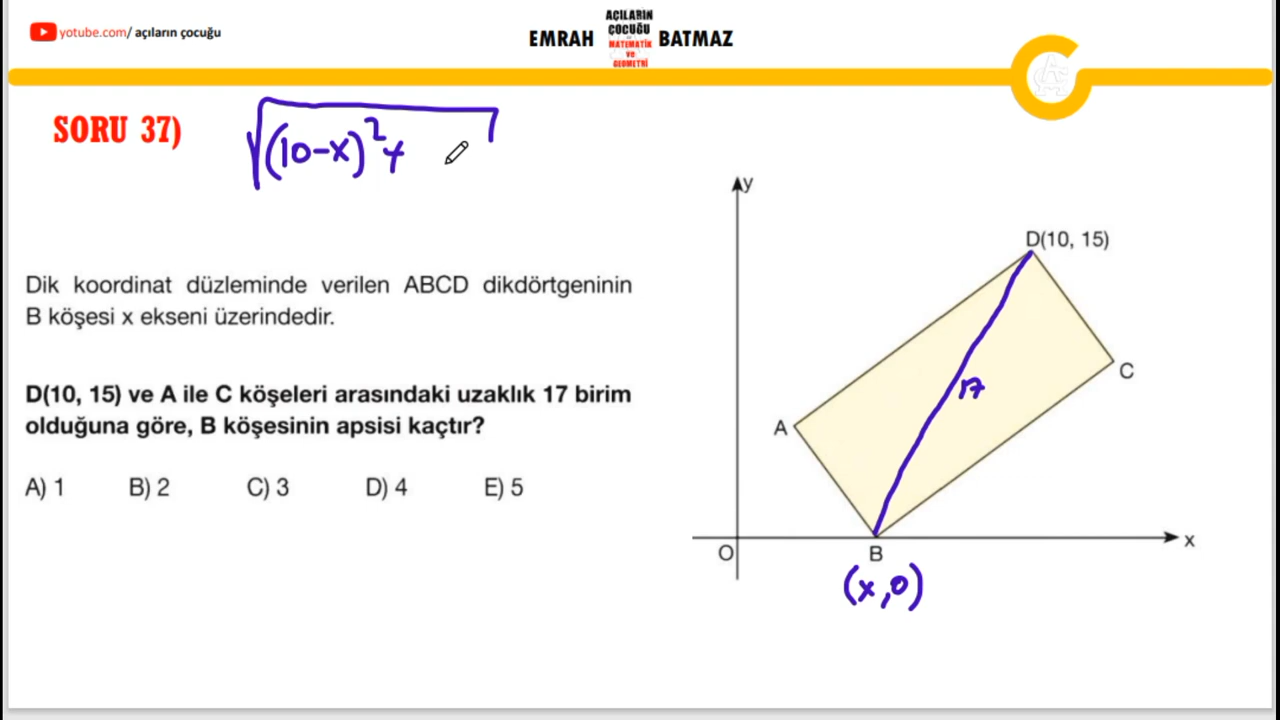 yotube.com/ açıların çocuğu
EMRAH
AÇILARIN
ÇOCUĞU
MATEMATİK
ve
GEOMETRİ
BATMAZ
SORU 37)
√(10-x)²+
y
D(10, 15)
Dik koordinat düzleminde verilen ABCD dikdörtgeninin
B köşesi x ekseni üzerindedir.
D(10, 15) ve A ile C köşeleri arasındaki uzaklık 17 birim
olduğuna göre, B köşesinin apsisi kaçtır?
A) 1 B) 2 C) 3 D) 4 E) 5
17
C
A
O
B
x
(x,0)